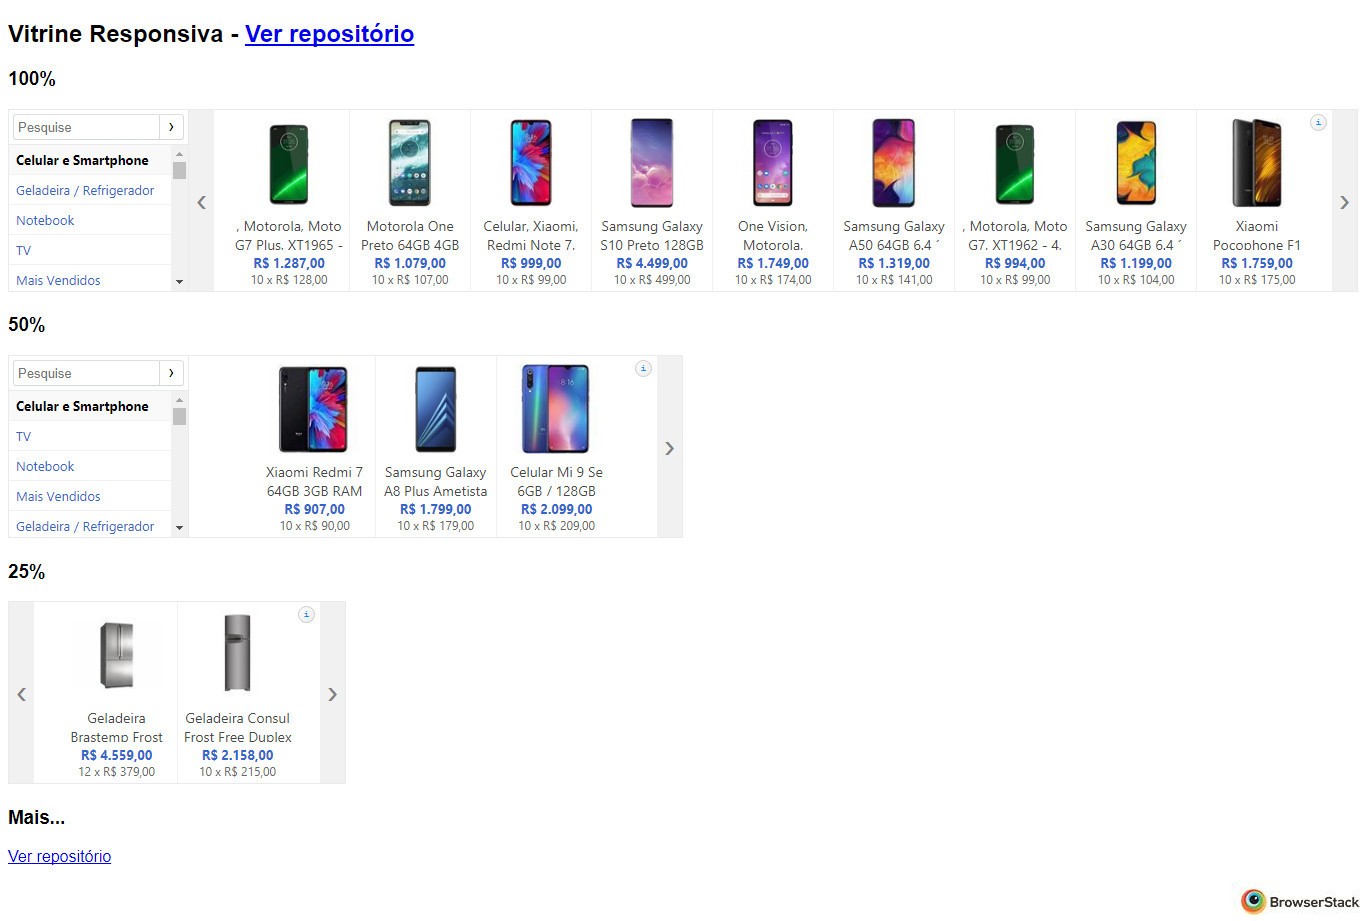 Vitrine Responsiva - Ver repositório
100%
Pesquise
Celular e Smartphone
Geladeira / Refrigerador
Notebook
TV
Mais Vendidos
, Motorola, Moto
G7 Plus. XT1965 -
R$ 1.287,00
10 x R$ 128,00
Motorola One
Preto 64GB 4GB
R$ 1.079,00
10 x R$ 107,00
Celular, Xiaomi,
Redmi Note 7.
R$ 999,00
10 x R$ 99,00
Samsung Galaxy
S10 Preto 128GB
R$ 4.499,00
10 x R$ 499,00
One Vision,
Motorola.
R$ 1.749,00
10 x R$ 174,00
Samsung Galaxy
A50 64GB 6.4 ´
R$ 1.319,00
10 x R$ 141,00
, Motorola, Moto
G7. XT1962 - 4.
R$ 994,00
10 x R$ 99,00
Samsung Galaxy
A30 64GB 6.4 ´
R$ 1.199,00
10 x R$ 104,00
Xiaomi
Pocophone F1
R$ 1.759,00
10 x R$ 175,00
i
50%
Pesquise
Celular e Smartphone
TV
Notebook
Mais Vendidos
Geladeira / Refrigerador
Xiaomi Redmi 7
64GB 3GB RAM
R$ 907,00
10 x R$ 90,00
Samsung Galaxy
A8 Plus Ametista
R$ 1.799,00
10 x R$ 179,00
Celular Mi 9 Se
6GB / 128GB
R$ 2.099,00
10 x R$ 209,00
i
25%
Geladeira
Brastemp Frost
R$ 4.559,00
12 x R$ 379,00
Geladeira Consul
Frost Free Duplex
R$ 2.158,00
10 x R$ 215,00
i
Mais...
Ver repositório
BrowserStack